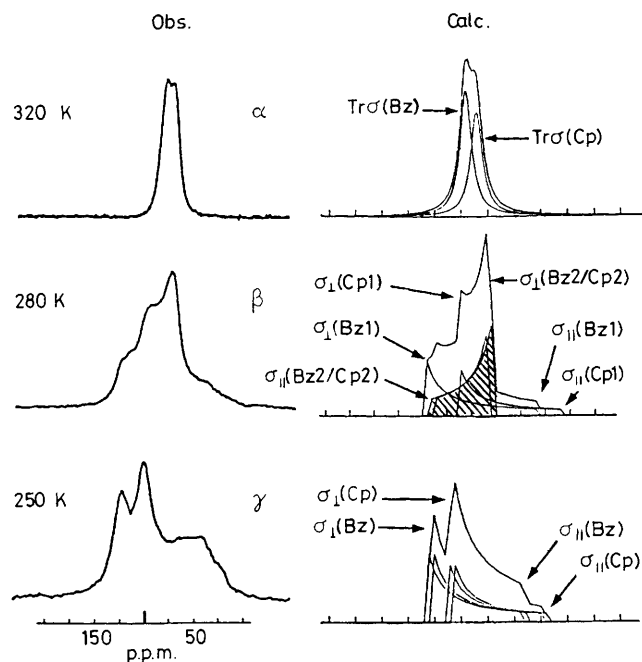 Obs.
Calc.
320 K
α
Trσ(Bz)
Trσ(Cp)
280 K
β
σ⊥(Cp1)
σ⊥(Bz2/Cp2)
σ⊥(Bz1)
σ∥(Bz1)
σ∥(Bz2/Cp2)
σ∥(Cp1)
250 K
γ
σ⊥(Cp)
σ⊥(Bz)
σ∥(Bz)
σ∥(Cp)
150
50
p.p.m.